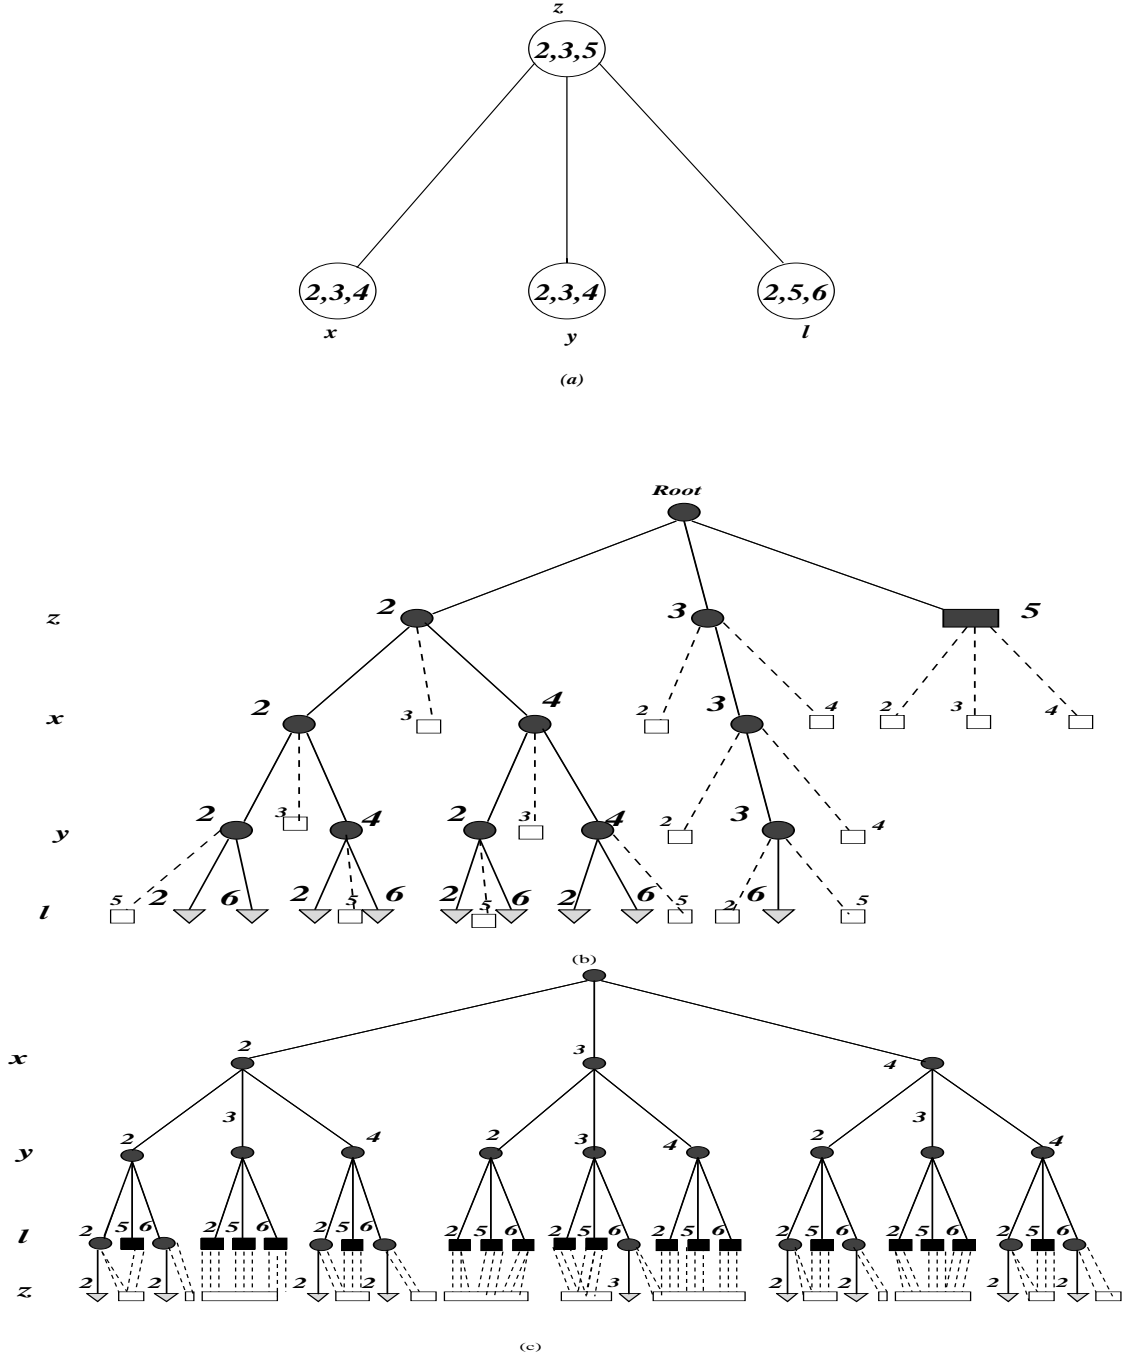 z
2,3,5
2,3,4 2,3,4 2,5,6
x y l
(a)
Root
z 2 3 5
x 2 3 4 2 3 4 2 3 4
y 2 3 4 2 3 4 2 3 4
l 5 2 6 2 5 6 2 5 6 2 6 5 2 6 5
(b)
x 2 3 4
3 3
y 2 4 2 3 4 2 4
l 2 5 6 2 5 6 2 5 6 2 5 6 2 5 6 2 5 6 2 5 6 2 5 6 2 5 6
z 2 2 2 2 3 2 2 2 2
(c)